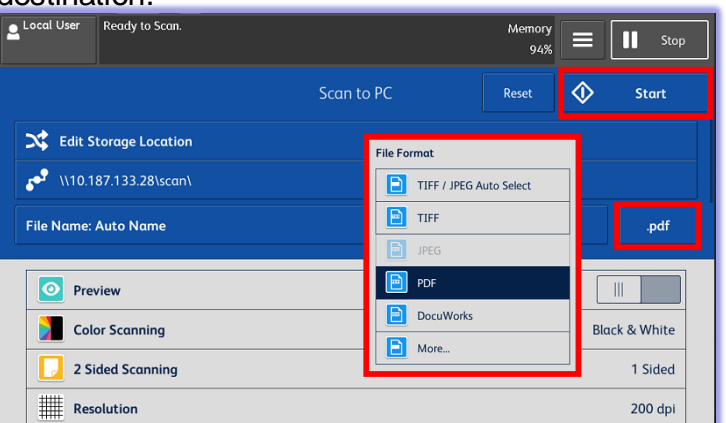 destination.
Local User
Ready to Scan.
Memory
94%
Stop
Scan to PC
Reset
Start
Edit Storage Location
\\10.187.133.28\scan\
File Name: Auto Name
.pdf
File Format
TIFF / JPEG Auto Select
TIFF
JPEG
PDF
DocuWorks
More...
Preview
Color Scanning
Black & White
2 Sided Scanning
1 Sided
Resolution
200 dpi